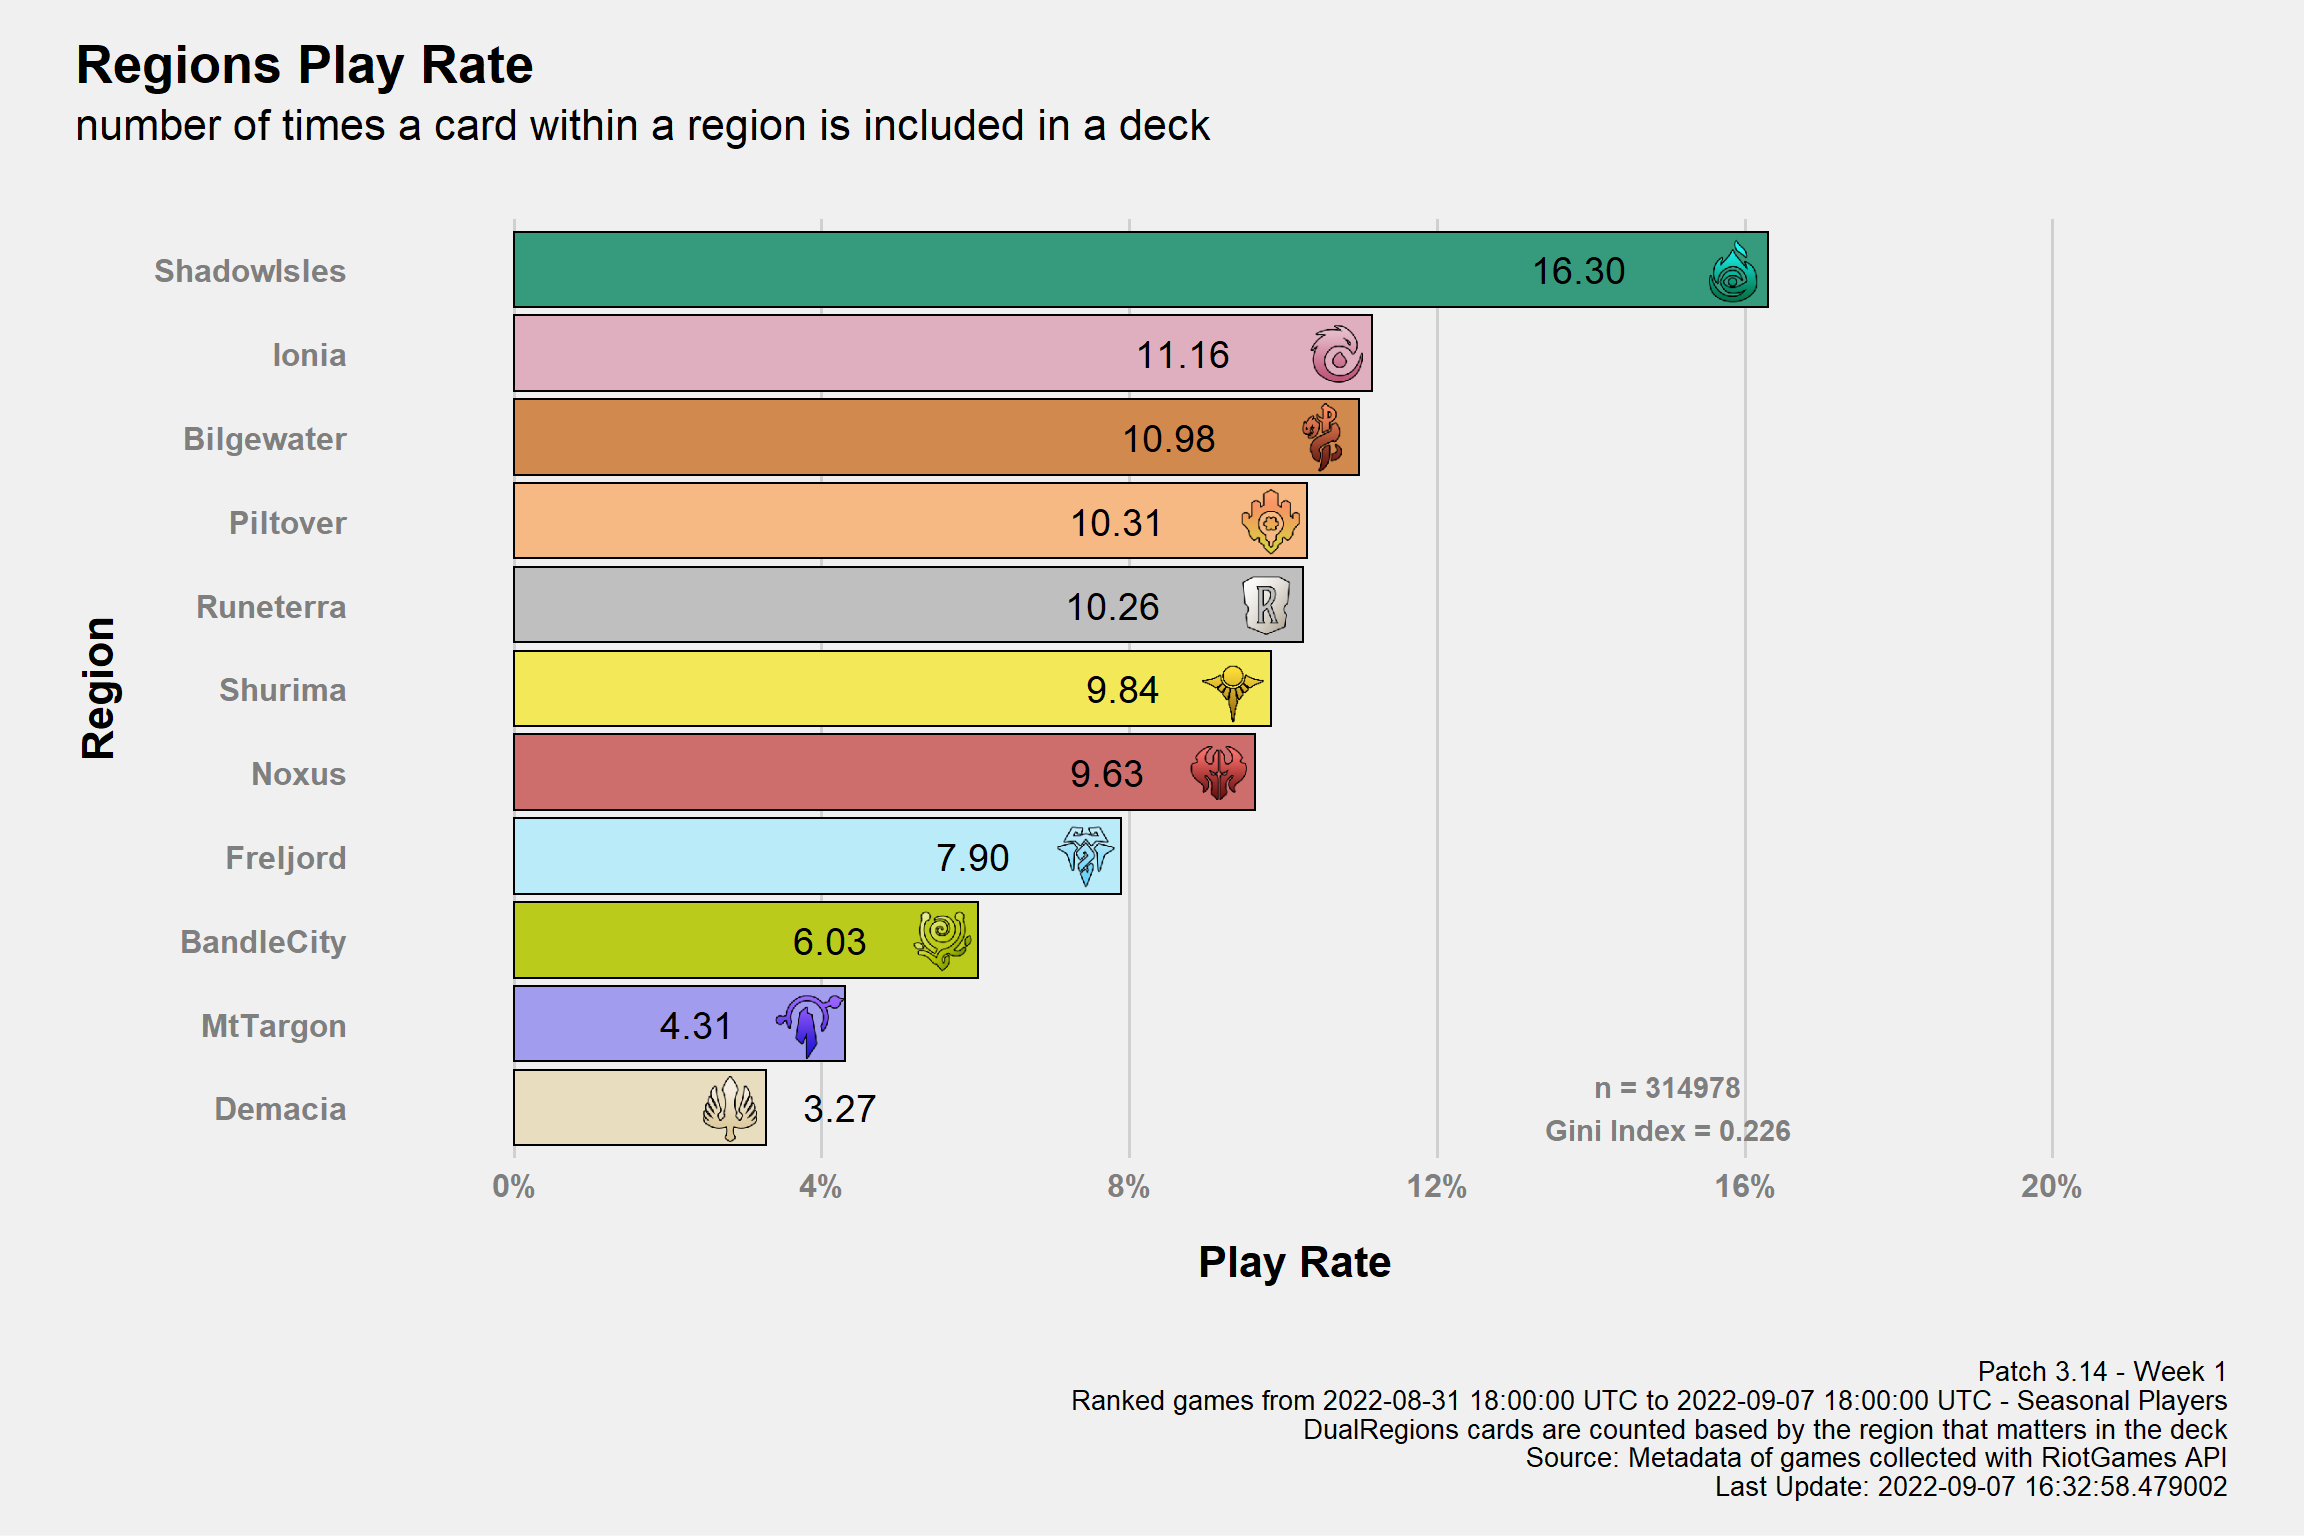 Regions Play Rate
number of times a card within a region is included in a deck
Region
ShadowIsles
16.30
Ionia
11.16
Bilgewater
10.98
Piltover
10.31
Runeterra
10.26
R
Shurima
9.84
Noxus
9.63
Freljord
7.90
BandleCity
6.03
MtTargon
4.31
Demacia
3.27
n = 314978
Gini Index = 0.226
0% 4% 8% 12% 16% 20%
Play Rate
Patch 3.14 - Week 1
Ranked games from 2022-08-31 18:00:00 UTC to 2022-09-07 18:00:00 UTC - Seasonal Players
DualRegions cards are counted based by the region that matters in the deck
Source: Metadata of games collected with RiotGames API
Last Update: 2022-09-07 16:32:58.479002